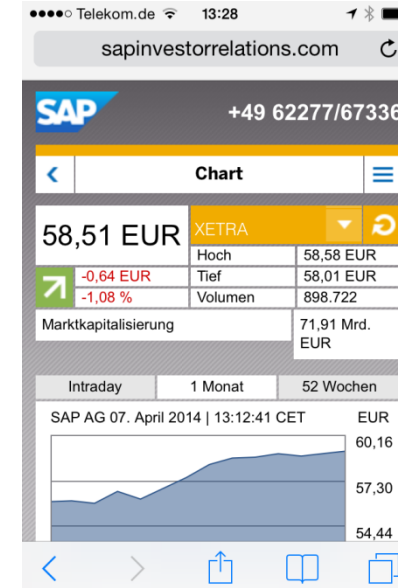 Telekom.de 13:28
sapinvestorrelations.com
SAP +49 62277/67336
Chart
58,51 EUR
XETRA
Hoch 58,58 EUR
-0,64 EUR Tief 58,01 EUR
-1,08 % Volumen 898.722
Marktkapitalisierung 71,91 Mrd.
EUR
Intraday 1 Monat 52 Wochen
SAP AG 07. April 2014 | 13:12:41 CET EUR
60,16
57,30
54,44